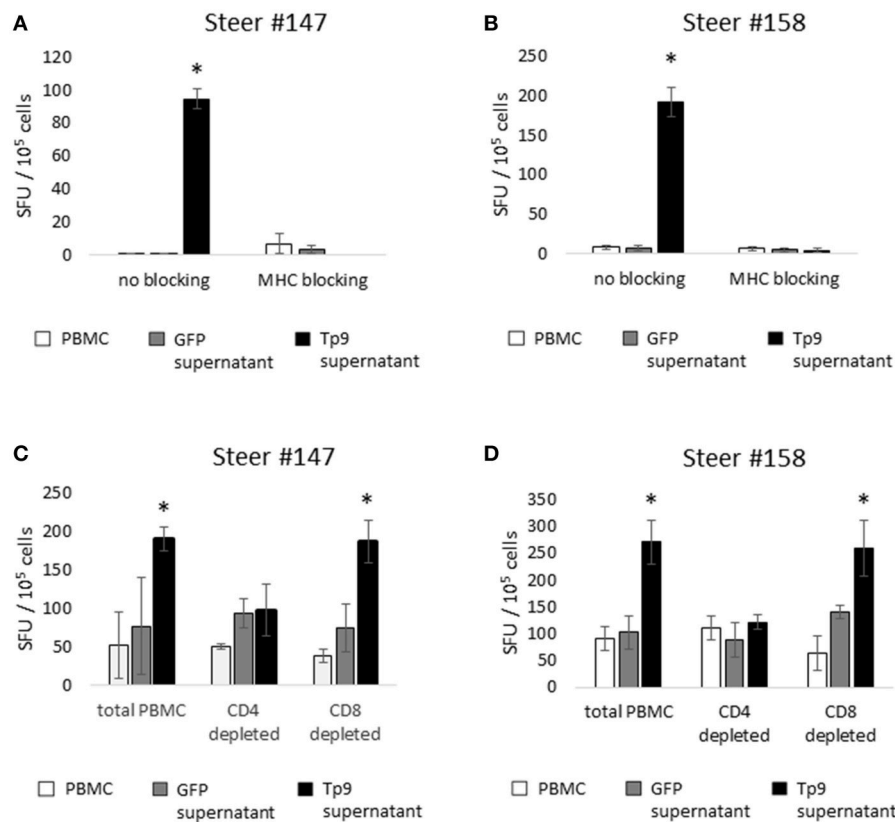 A
Steer #147
SFU / 10⁵ cells
120
100
80
60
40
20
0
*
no blocking
MHC blocking
PBMC
GFP
supernatant
Tp9
supernatant
B
Steer #158
SFU / 10⁵ cells
250
200
150
100
50
0
*
no blocking
MHC blocking
PBMC
GFP
supernatant
Tp9
supernatant
C
Steer #147
SFU / 10⁵ cells
250
200
150
100
50
0
*
*
total PBMC
CD4
depleted
CD8
depleted
PBMC
GFP
supernatant
Tp9
supernatant
D
Steer #158
SFU / 10⁵ cells
350
300
250
200
150
100
50
0
*
*
total PBMC
CD4
depleted
CD8
depleted
PBMC
GFP
supernatant
Tp9
supernatant